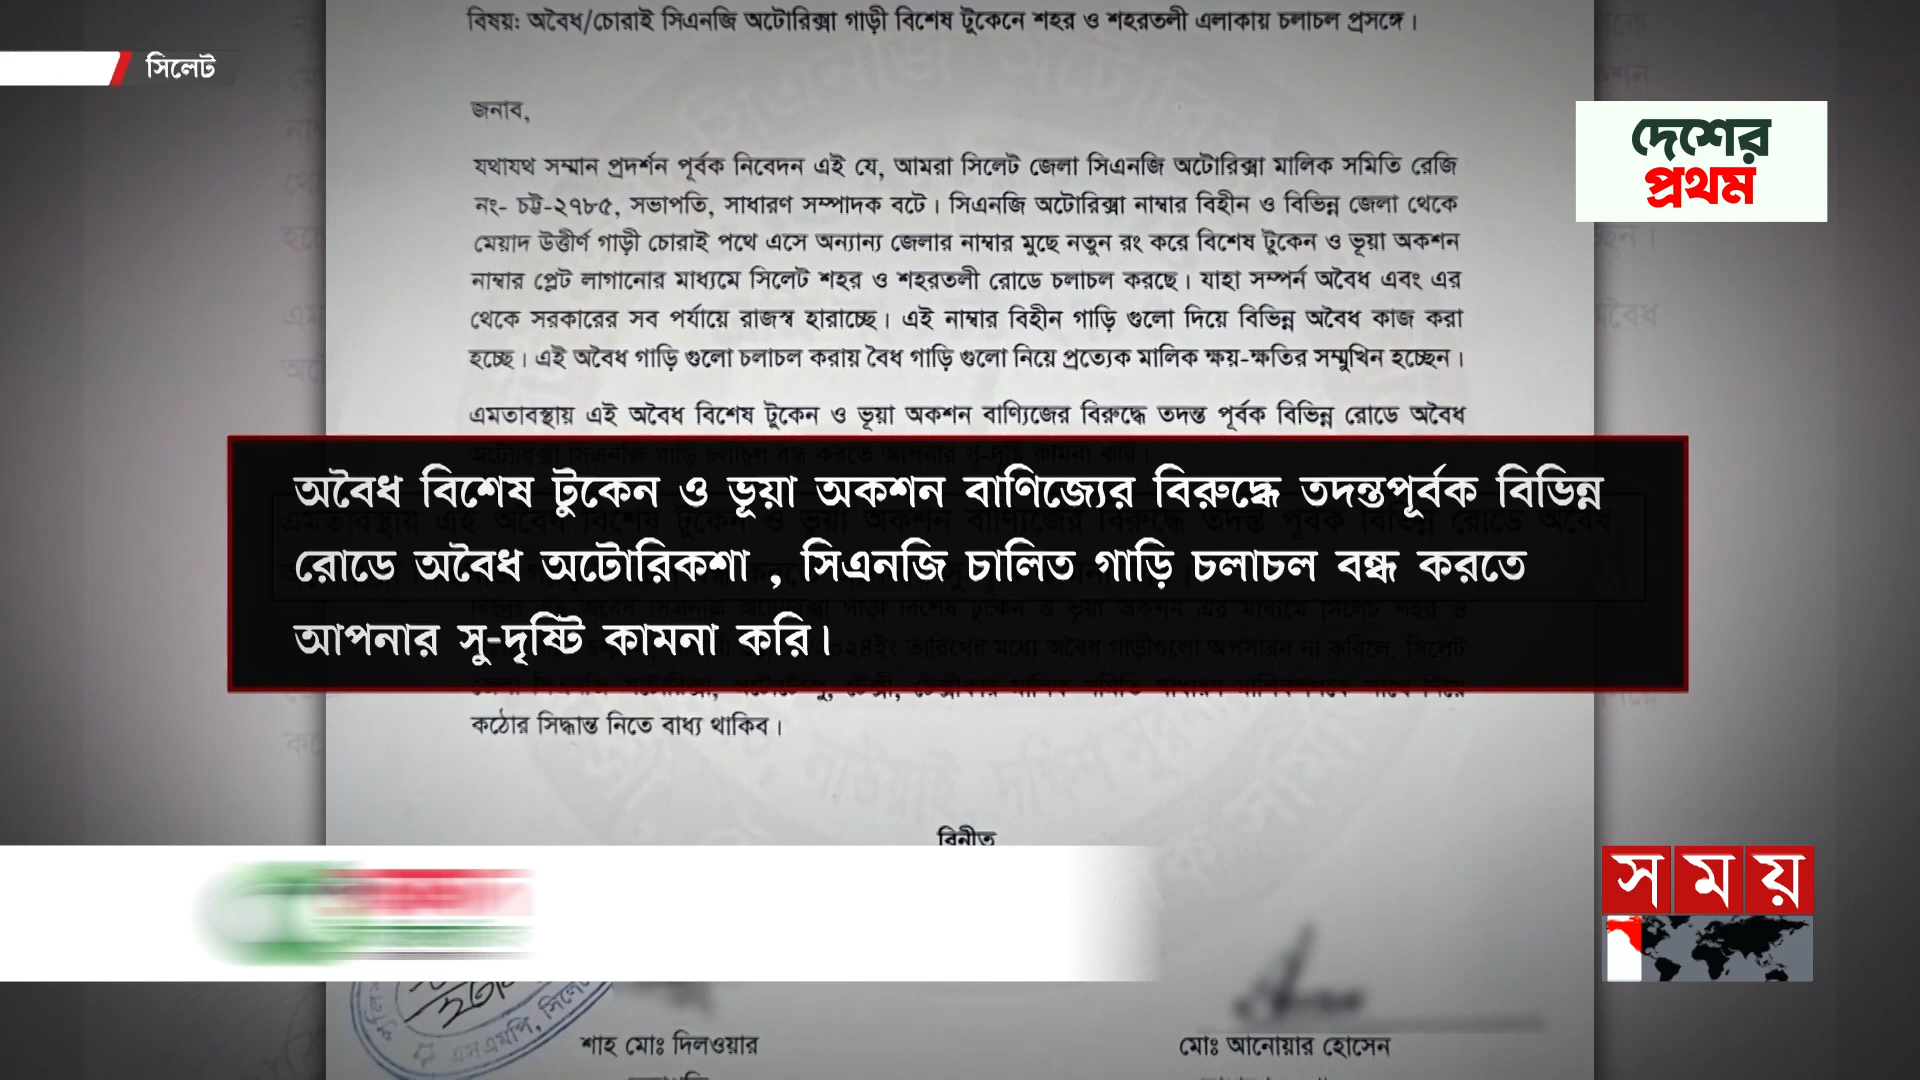 বিষয়: অবৈধ/চোরাই সিএনজি অটোরিক্সা গাড়ী বিশেষ টুকেনে শহর ও শহরতলী এলাকায় চলাচল প্রসঙ্গে।
সিলেট
জনাব,
দেশের
প্রথম
যথাযথ সম্মান প্রদর্শন পূর্বক নিবেদন এই যে, আমরা সিলেট জেলা সিএনজি অটোরিক্সা মালিক সমিতি রেজি
নং- চট্ট-২৭৮৫, সভাপতি, সাধারণ সম্পাদক বটে। সিএনজি অটোরিক্সা নাম্বার বিহীন ও বিভিন্ন জেলা থেকে
মেয়াদ উত্তীর্ণ গাড়ী চোরাই পথে এসে অন্যান্য জেলার নাম্বার মুছে নতুন রং করে বিশেষ টুকেন ও ভূয়া অকশন
নাম্বার প্লেট লাগানোর মাধ্যমে সিলেট শহর ও শহরতলী রোডে চলাচল করছে। যাহা সম্পর্ন অবৈধ এবং এর
থেকে সরকারের সব পর্যায়ে রাজস্ব হারাচ্ছে। এই নাম্বার বিহীন গাড়ি গুলো দিয়ে বিভিন্ন অবৈধ কাজ করা
হচ্ছে। এই অবৈধ গাড়ি গুলো চলাচল করায় বৈধ গাড়ি গুলো নিয়ে প্রত্যেক মালিক ক্ষয়-ক্ষতির সম্মুখিন হচ্ছেন।
এমতাবস্থায় এই অবৈধ বিশেষ টুকেন ও ভূয়া অকশন বাণ্যিজের বিরুদ্ধে তদন্ত পূর্বক বিভিন্ন রোডে অবৈধ
অবৈধ বিশেষ টুকেন ও ভূয়া অকশন বাণিজ্যের বিরুদ্ধে তদন্তপূর্বক বিভিন্ন
রোডে অবৈধ অটোরিকশা , সিএনজি চালিত গাড়ি চলাচল বন্ধ করতে
আপনার সু-দৃষ্টি কামনা করি।
কঠোর সিদ্ধান্ত নিতে বাধ্য থাকিব।
বিনীত
সময়
এসএমপি, সিলেট
শাহ মোঃ দিলওয়ার
মোঃ আনোয়ার হোসেন